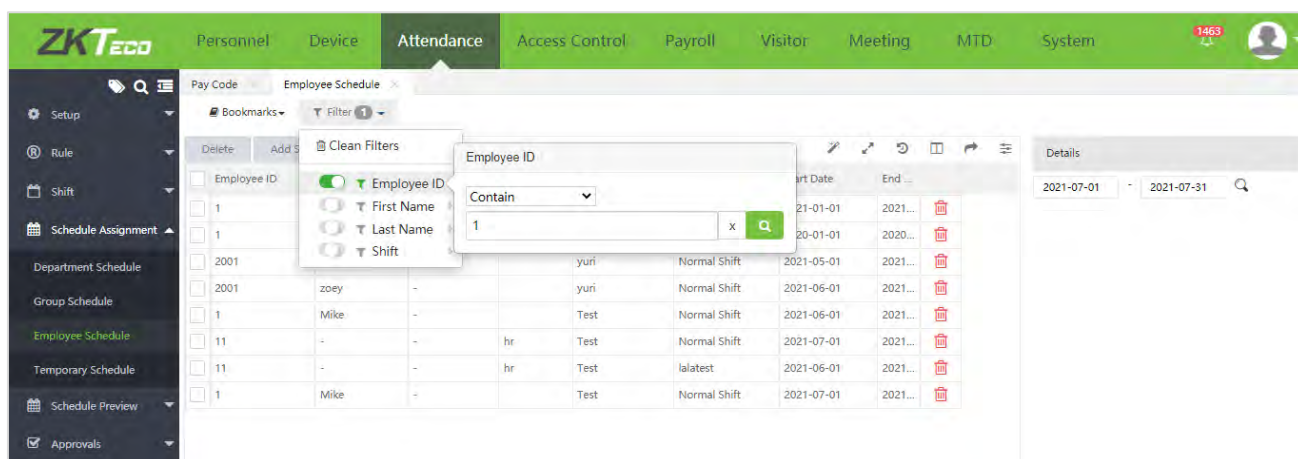 ZKTeco Personnel Device Attendance Access Control Payroll Visitor Meeting MTD System 1463
Pay Code Employee Schedule
Bookmarks Filter 1
Setup
Rule
Shift
Schedule Assignment
Department Schedule
Group Schedule
Employee Schedule
Temporary Schedule
Schedule Preview
Approvals
Delete Add S
Clean Filters
Employee ID
First Name
Last Name
Shift
Employee ID
Contain
1 x
Employee ID art Date End ...
1 21-01-01 2021...
1 20-01-01 2020...
2001 yuri Normal Shift 2021-05-01 2021...
2001 zoey - yuri Normal Shift 2021-06-01 2021...
1 Mike - Test Normal Shift 2021-06-01 2021...
11 - - hr Test Normal Shift 2021-07-01 2021...
11 - - hr Test lalatest 2021-06-01 2021...
1 Mike - Test Normal Shift 2021-07-01 2021...
Details
2021-07-01 - 2021-07-31